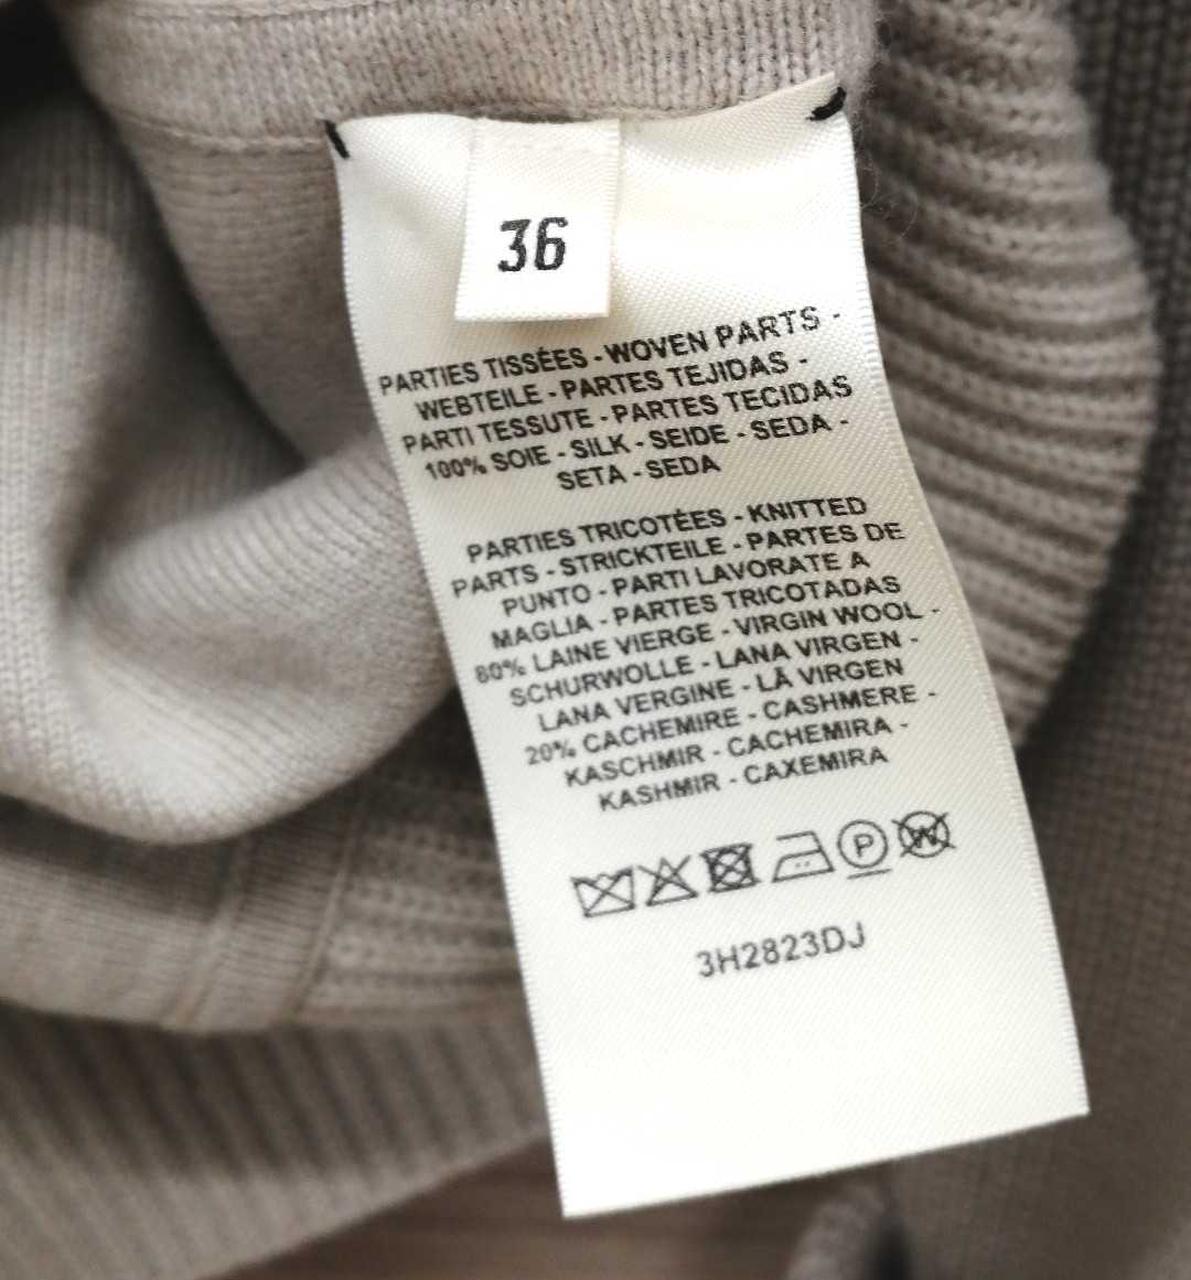 36
PARTIES TISSÉES - WOVEN PARTS -
WEBTEILE - PARTES TEJIDAS -
PARTI TESSUTE - PARTES TECIDAS
100% SOIE - SILK - SEIDE - SEDA -
SETA - SEDA
PARTIES TRICOTÉES - KNITTED
PARTS - STRICKTEILE - PARTES DE
PUNTO - PARTI LAVORATE A
MAGLIA - PARTES TRICOTADAS
80% LAINE VIERGE - VIRGIN WOOL -
SCHURWOLLE - LANA VIRGEN -
LANA VERGINE - LÃ VIRGEN
20% CACHEMIRE - CASHMERE -
KASCHMIR - CACHEMIRA -
KASHMIR - CAXEMIRA
P W
3H2823DJ